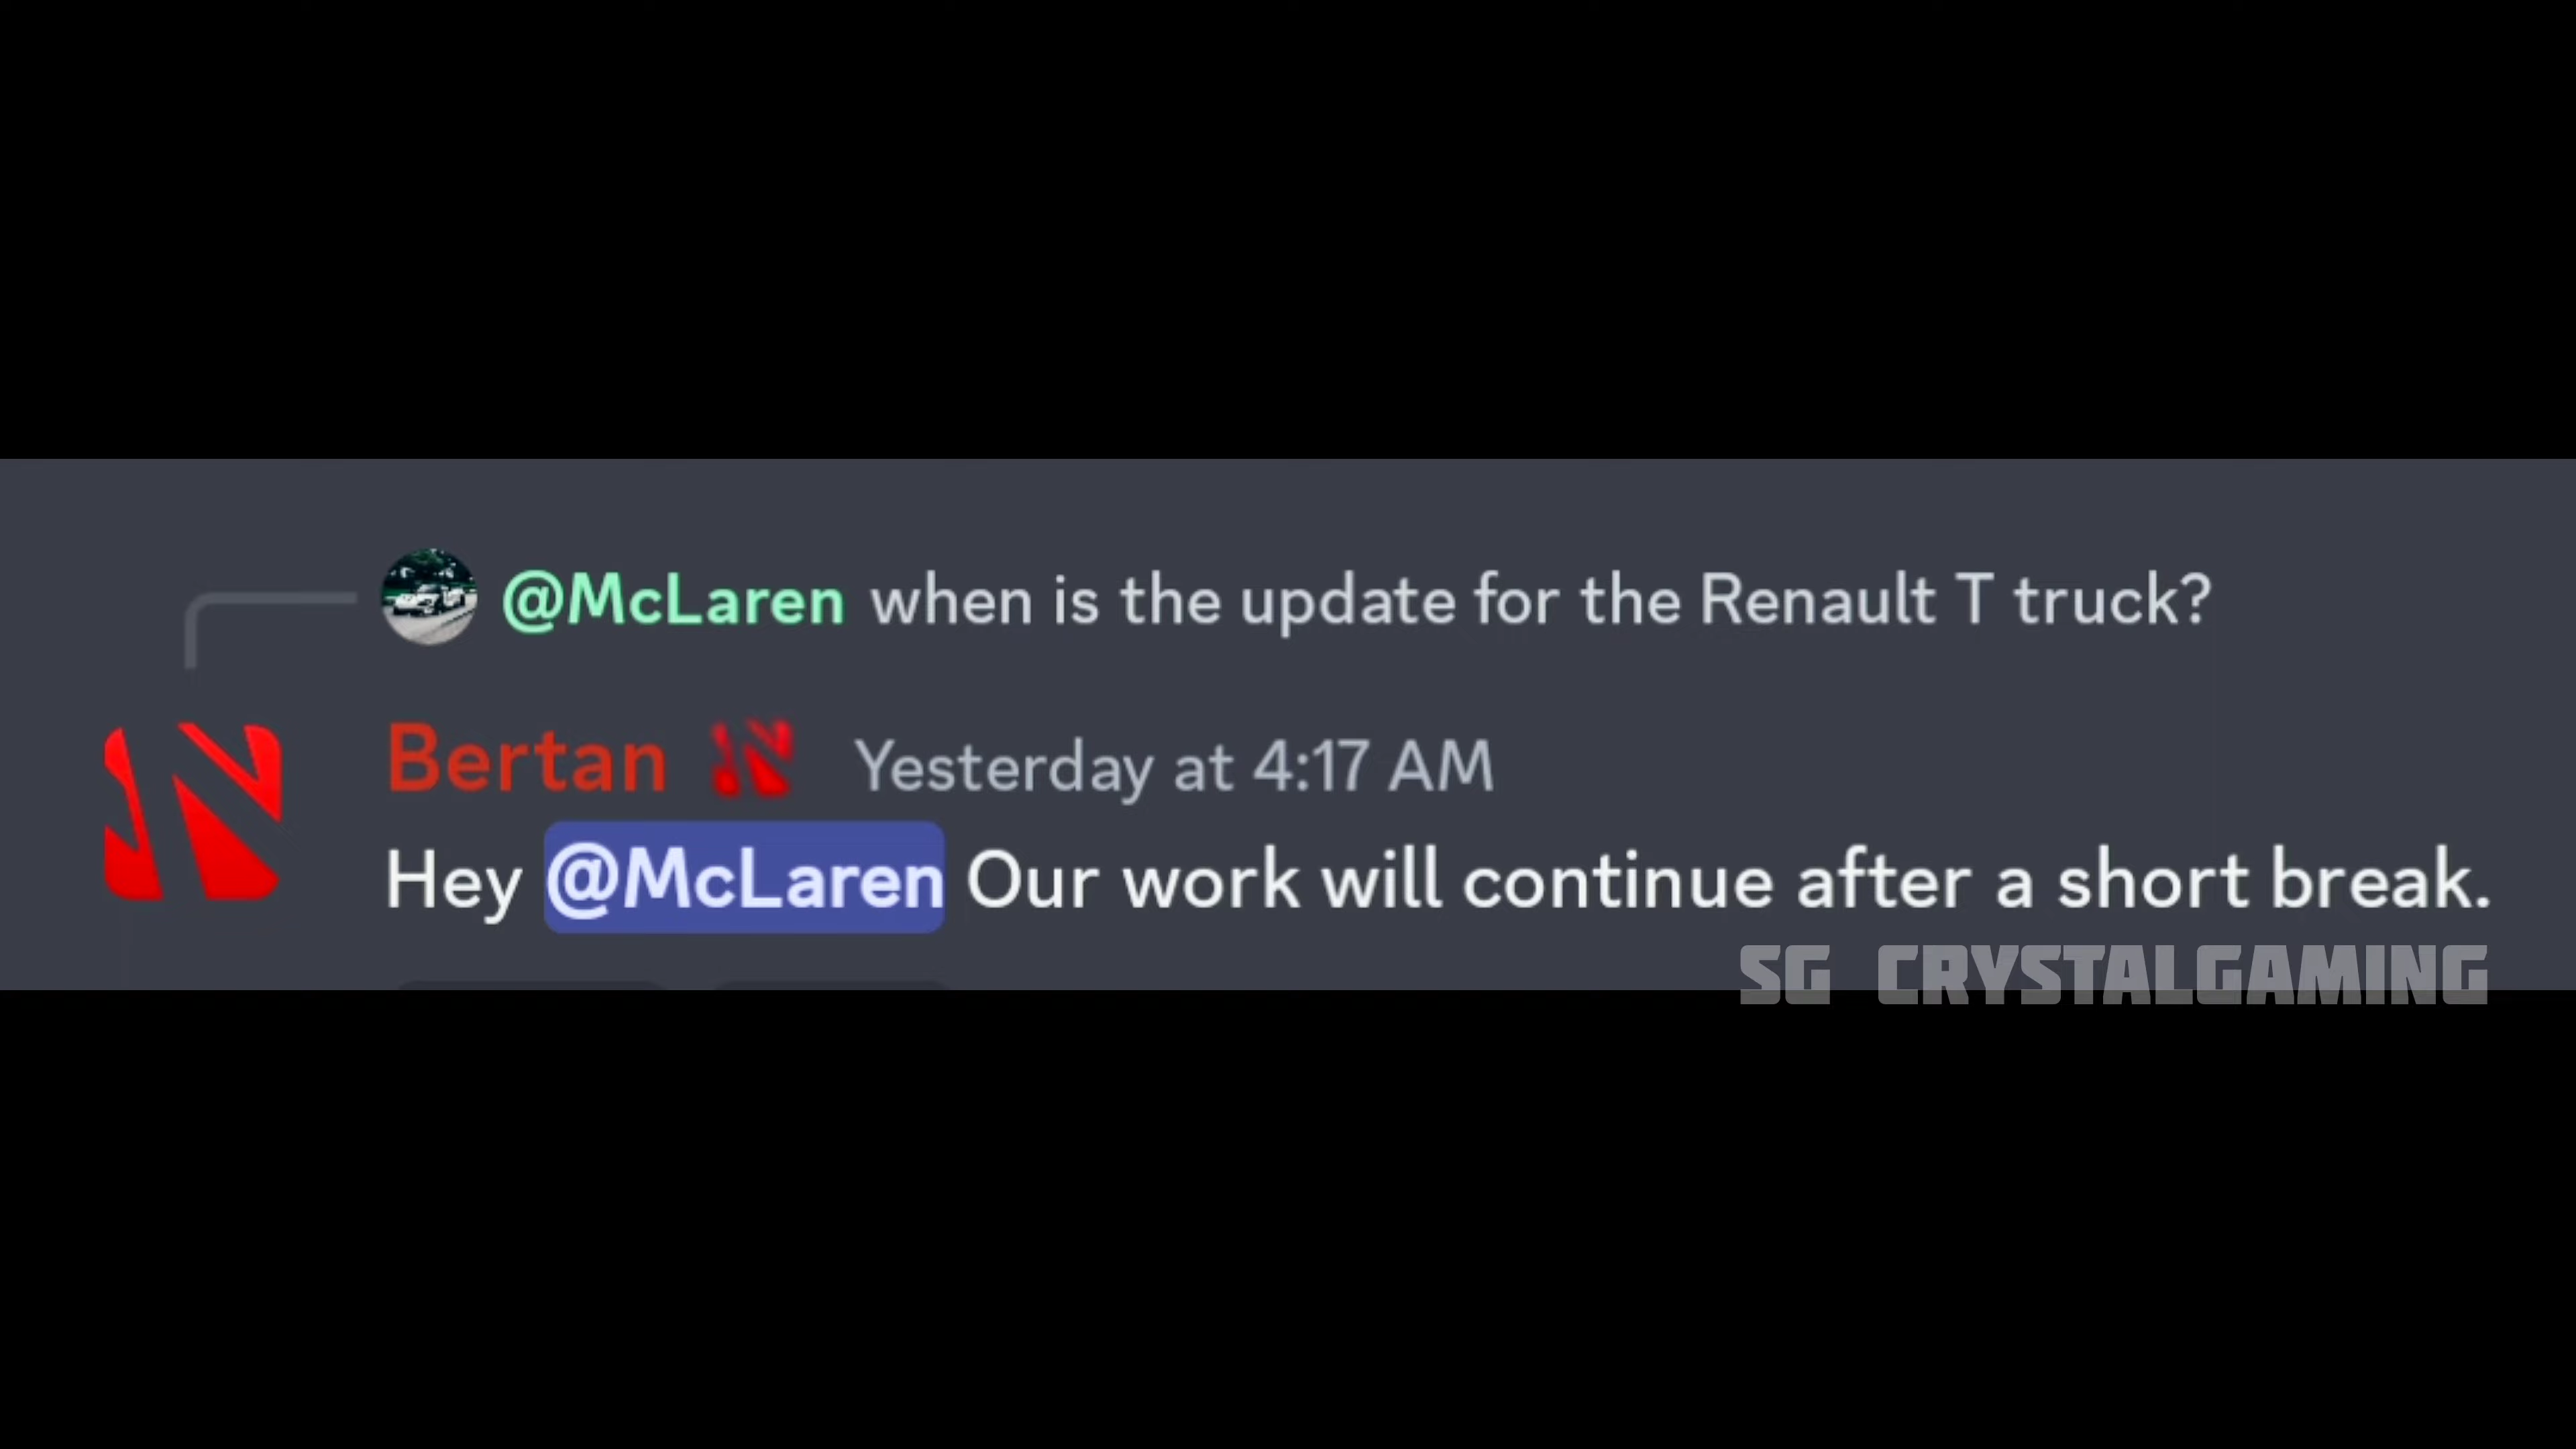 @McLaren when is the update for the Renault T truck?
Bertan Yesterday at 4:17 AM
Hey @McLaren Our work will continue after a short break.
SG CRYSTALGAMING